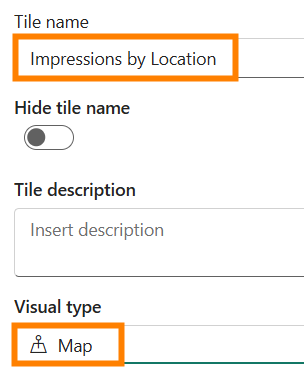 Tile name
Impressions by Location
Hide tile name
Tile description
Insert description
Visual type
Map